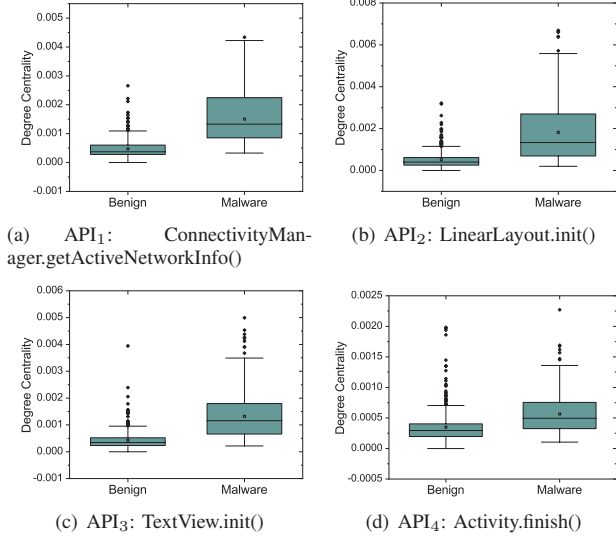 0.005
0.004
0.003
0.002
0.001
0.000
-0.001
Degree Centrality
Benign
Malware
(a) API₁: ConnectivityMan-
ager.getActiveNetworkInfo()
0.008
0.006
0.004
0.002
0.000
Degree Centrality
Benign
Malware
(b) API₂: LinearLayout.init()
0.006
0.005
0.004
0.003
0.002
0.001
0.000
-0.001
Degree Centrality
Benign
Malware
(c) API₃: TextView.init()
0.0025
0.0020
0.0015
0.0010
0.0005
0.0000
-0.0005
Degree Centrality
Benign
Malware
(d) API₄: Activity.finish()